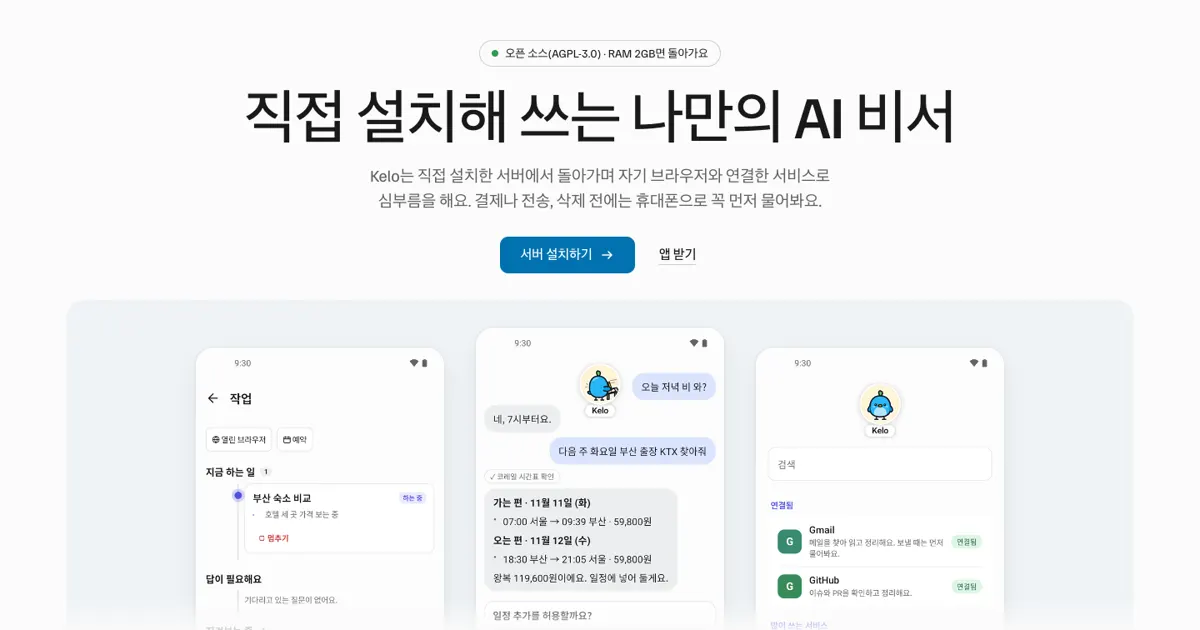 오픈 소스(AGPL-3.0) · RAM 2GB면 돌아가요
직접 설치해 쓰는 나만의 AI 비서
Kelo는 직접 설치한 서버에서 돌아가며 자기 브라우저와 연결한 서비스로
심부름을 해요. 결제나 전송, 삭제 전에는 휴대폰으로 꼭 먼저 물어봐요.
서버 설치하기 →
앱 받기
9:30
← 작업
열린 브라우저
예약
지금 하는 일 1
부산 숙소 비교
하는 중
· 호텔 세 곳 가격 보는 중
멈추기
답이 필요해요
기다리고 있는 질문이 없어요.
9:30
Kelo
오늘 저녁 비 와?
네, 7시부터요.
다음 주 화요일 부산 출장 KTX 찾아줘
✓ 코레일 시간표 확인
가는 편 · 11월 11일 (화)
· 07:00 서울 → 09:39 부산 · 59,800원
오는 편 · 11월 12일 (수)
· 18:30 부산 → 21:05 서울 · 59,800원
왕복 119,600원이에요. 일정에 넣어 둘게요.
일정 추가를 허용할까요?
9:30
Kelo
검색
연결됨
G
Gmail
메일을 찾아 읽고 정리해요. 보낼 때는 먼저
물어봐요.
연결됨
G
GitHub
이슈와 PR을 확인하고 정리해요.
연결됨
많이 쓰는 서비스